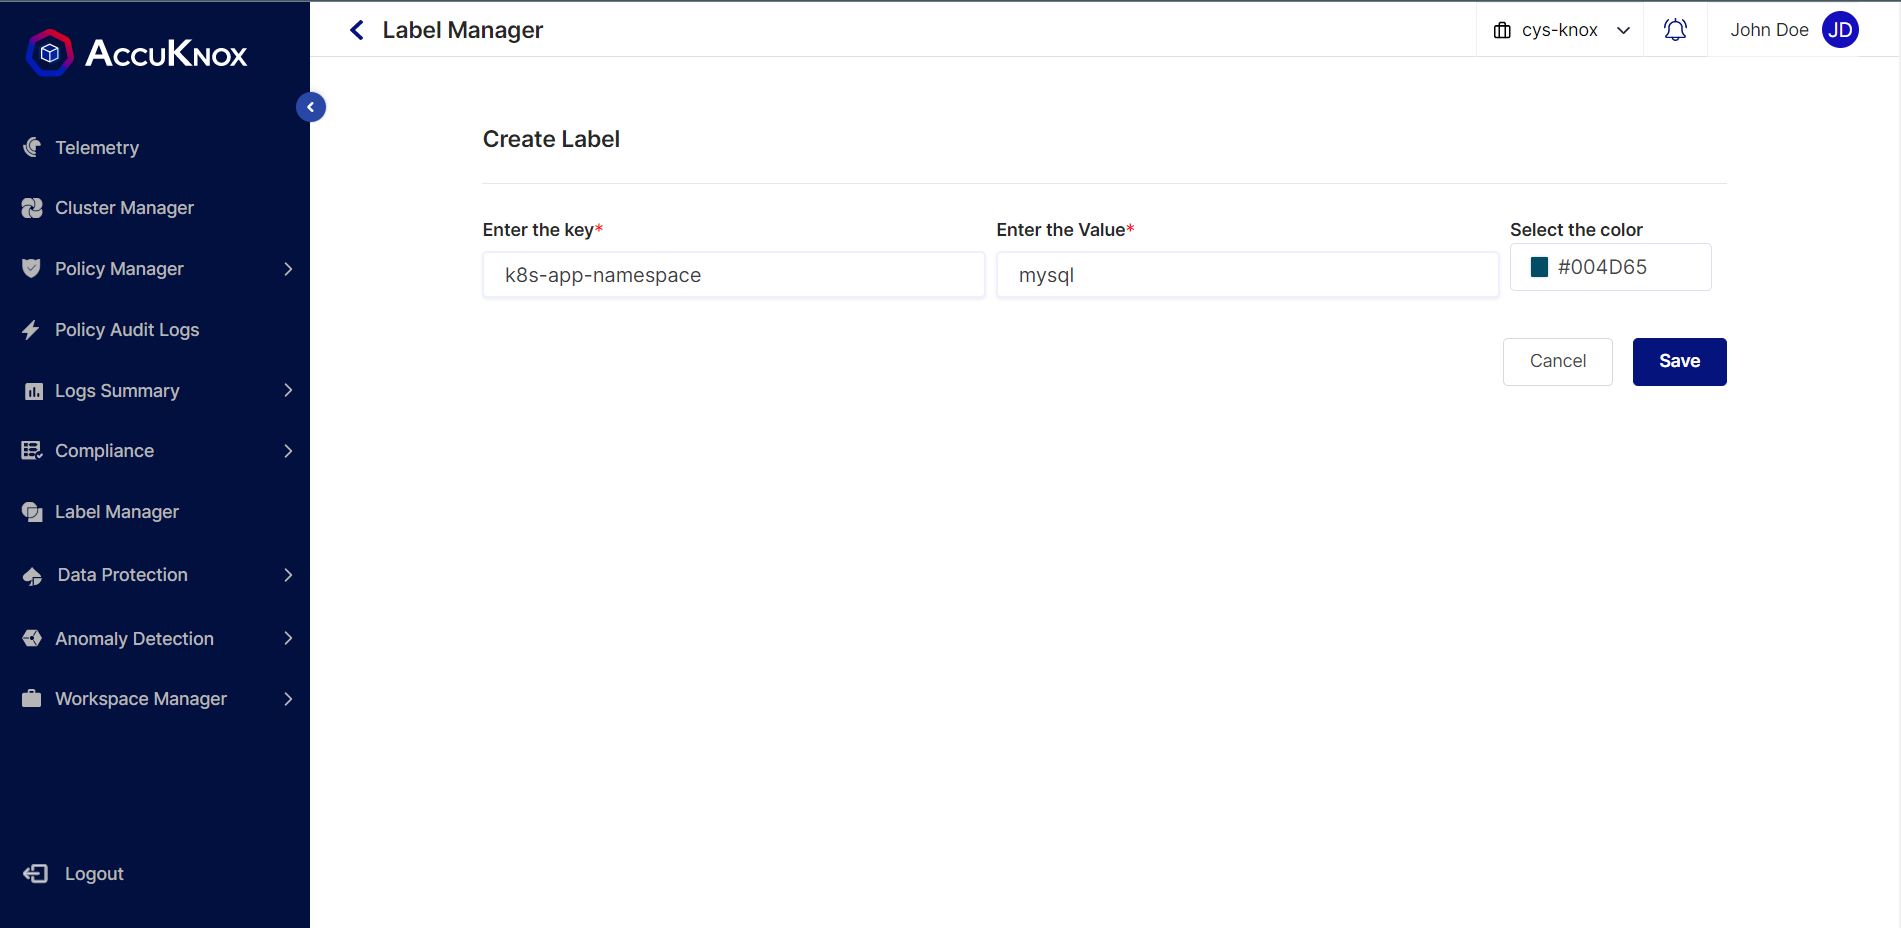 AccuKnox
Label Manager
cys-knox
John Doe
JD
Telemetry
Cluster Manager
Policy Manager
Policy Audit Logs
Logs Summary
Compliance
Label Manager
Data Protection
Anomaly Detection
Workspace Manager
Logout
Create Label
Enter the key*
Enter the Value*
Select the color
k8s-app-namespace
mysql
#004D65
Cancel
Save